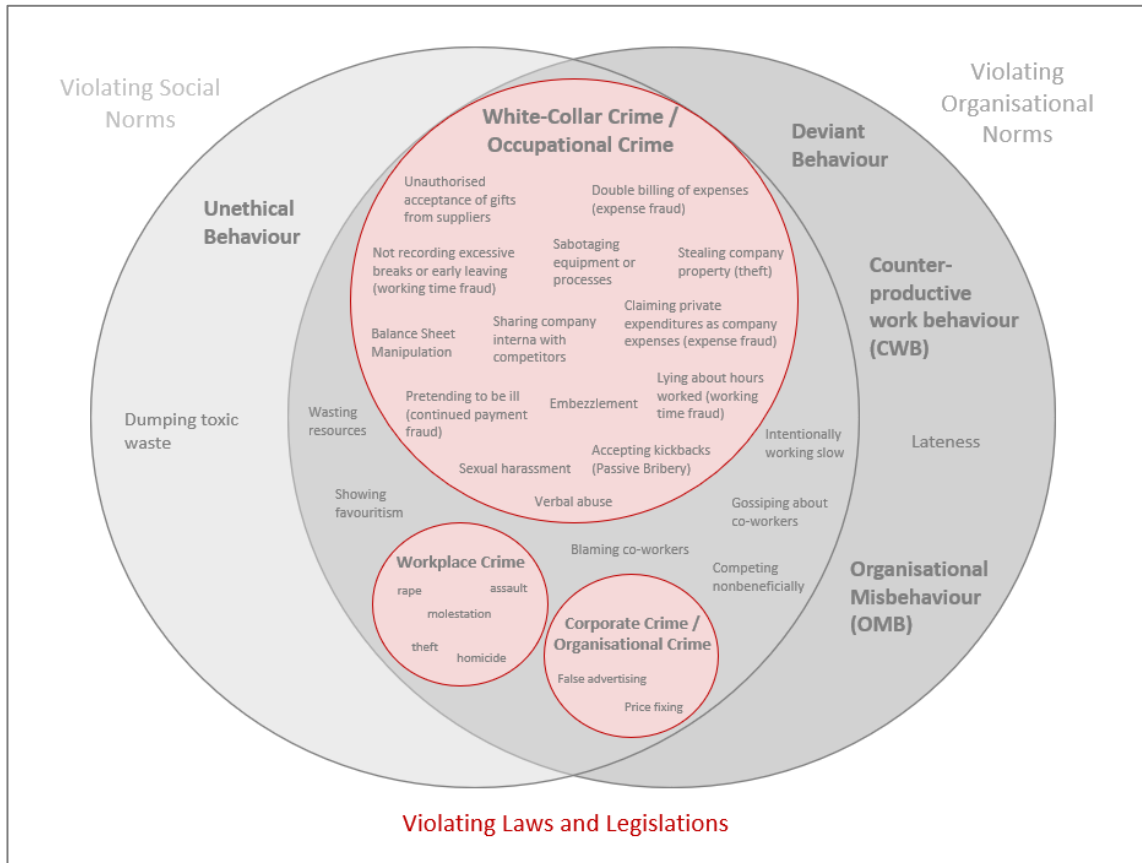 Violating Social
Norms
Violating
Organisational
Norms
White-Collar Crime /
Occupational Crime
Deviant
Behaviour
Unethical
Behaviour
Unauthorised
acceptance of gifts
from suppliers
Double billing of expenses
(expense fraud)
Not recording excessive
breaks or early leaving
(working time fraud)
Sabotaging
equipment or
processes
Stealing company
property (theft)
Counter-
productive
work behaviour
(CWB)
Balance Sheet
Manipulation
Sharing company
interna with
competitors
Claiming private
expenditures as company
expenses (expense fraud)
Pretending to be ill
(continued payment
fraud)
Embezzlement
Lying about hours
worked (working
time fraud)
Dumping toxic
waste
Wasting
resources
Intentionally
working slow
Lateness
Sexual harassment
Accepting kickbacks
(Passive Bribery)
Verbal abuse
Showing
favouritism
Gossiping about
co-workers
Blaming co-workers
Competing
nonbeneficially
Organisational
Misbehaviour
(OMB)
Workplace Crime
rape
assault
molestation
theft
homicide
Corporate Crime /
Organisational Crime
False advertising
Price fixing
Violating Laws and Legislations